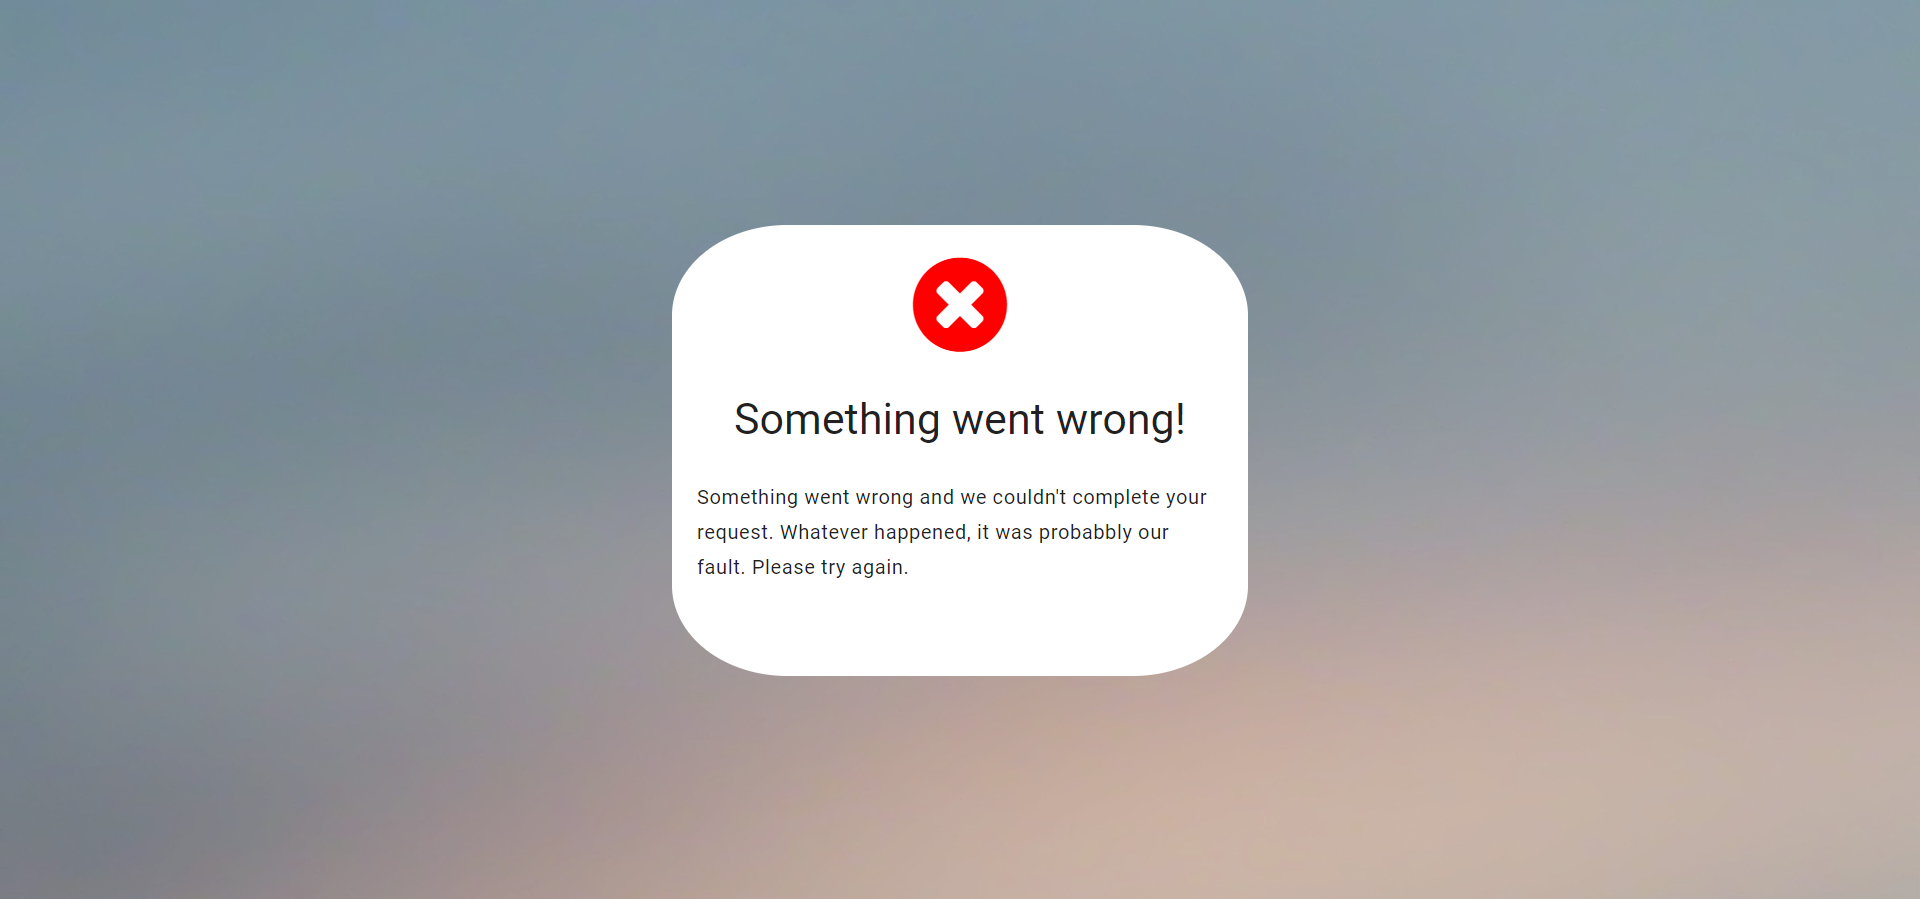 Something went wrong!
Something went wrong and we couldn't complete your
request. Whatever happened, it was probabbly our
fault. Please try again.